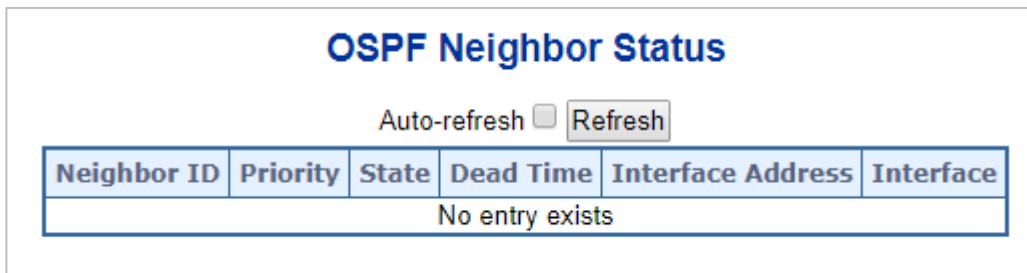 OSPF Neighbor Status
Auto-refresh Refresh
Neighbor ID Priority State Dead Time Interface Address Interface
No entry exists